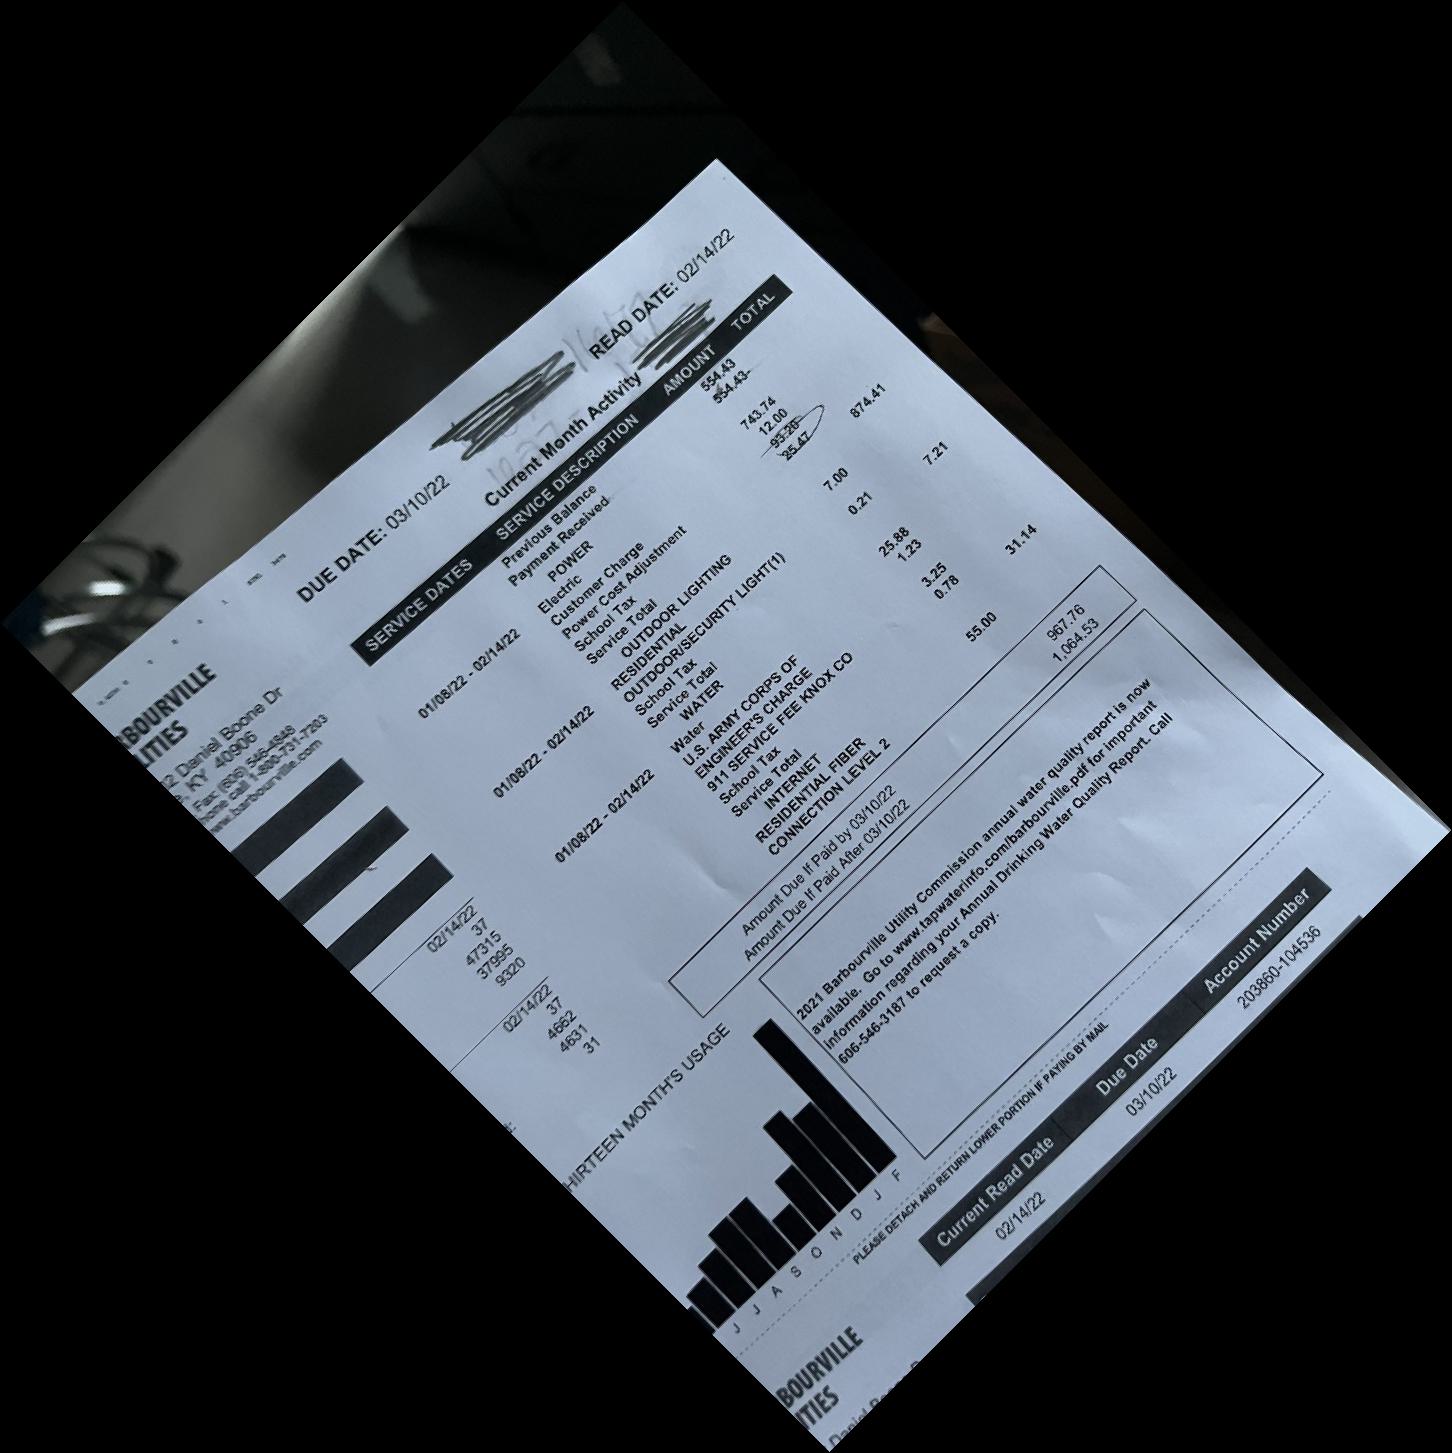 DUE DATE: 03/10/22 READ DATE: 02/14/22
Current Month Activity
SERVICE DATES SERVICE DESCRIPTION AMOUNT TOTAL
Previous Balance 554.43
Payment Received 554.43-
POWER
01/08/22 - 02/14/22 Electric 743.74
Customer Charge 12.00
Power Cost Adjustment 93.20
School Tax 25.47
Service Total 874.41
OUTDOOR LIGHTING
01/08/22 - 02/14/22 RESIDENTIAL
OUTDOOR/SECURITY LIGHT(1) 7.00
School Tax 0.21
Service Total 7.21
WATER
01/08/22 - 02/14/22 Water 25.88
U.S. ARMY CORPS OF
ENGINEER'S CHARGE 1.23
911 SERVICE FEE KNOX CO 3.25
School Tax 0.78
Service Total 31.14
INTERNET
RESIDENTIAL FIBER
CONNECTION LEVEL 2 55.00
Amount Due If Paid by 03/10/22 967.76
Amount Due If Paid After 03/10/22 1,064.53
2021 Barbourville Utility Commission annual water quality report is now
available. Go to www.tapwaterinfo.com/barbourville.pdf for important
information regarding your Annual Drinking Water Quality Report. Call
606-546-3187 to request a copy.
RBOURVILLE
LITIES
2 Daniel Boone Dr
KY 40906
Fax (606) 546-4848
call 1-800-731-7203
www.barbourville.com
02/14/22
37
47315
37995
9320
02/14/22
37
4662
4631
31
HIRTEEN MONTH'S USAGE
J J A S O N D J F
PLEASE DETACH AND RETURN LOWER PORTION IF PAYING BY MAIL
Current Read Date Due Date Account Number
02/14/22 03/10/22 203860-104536
BOURVILLE
ITIES
Daniel